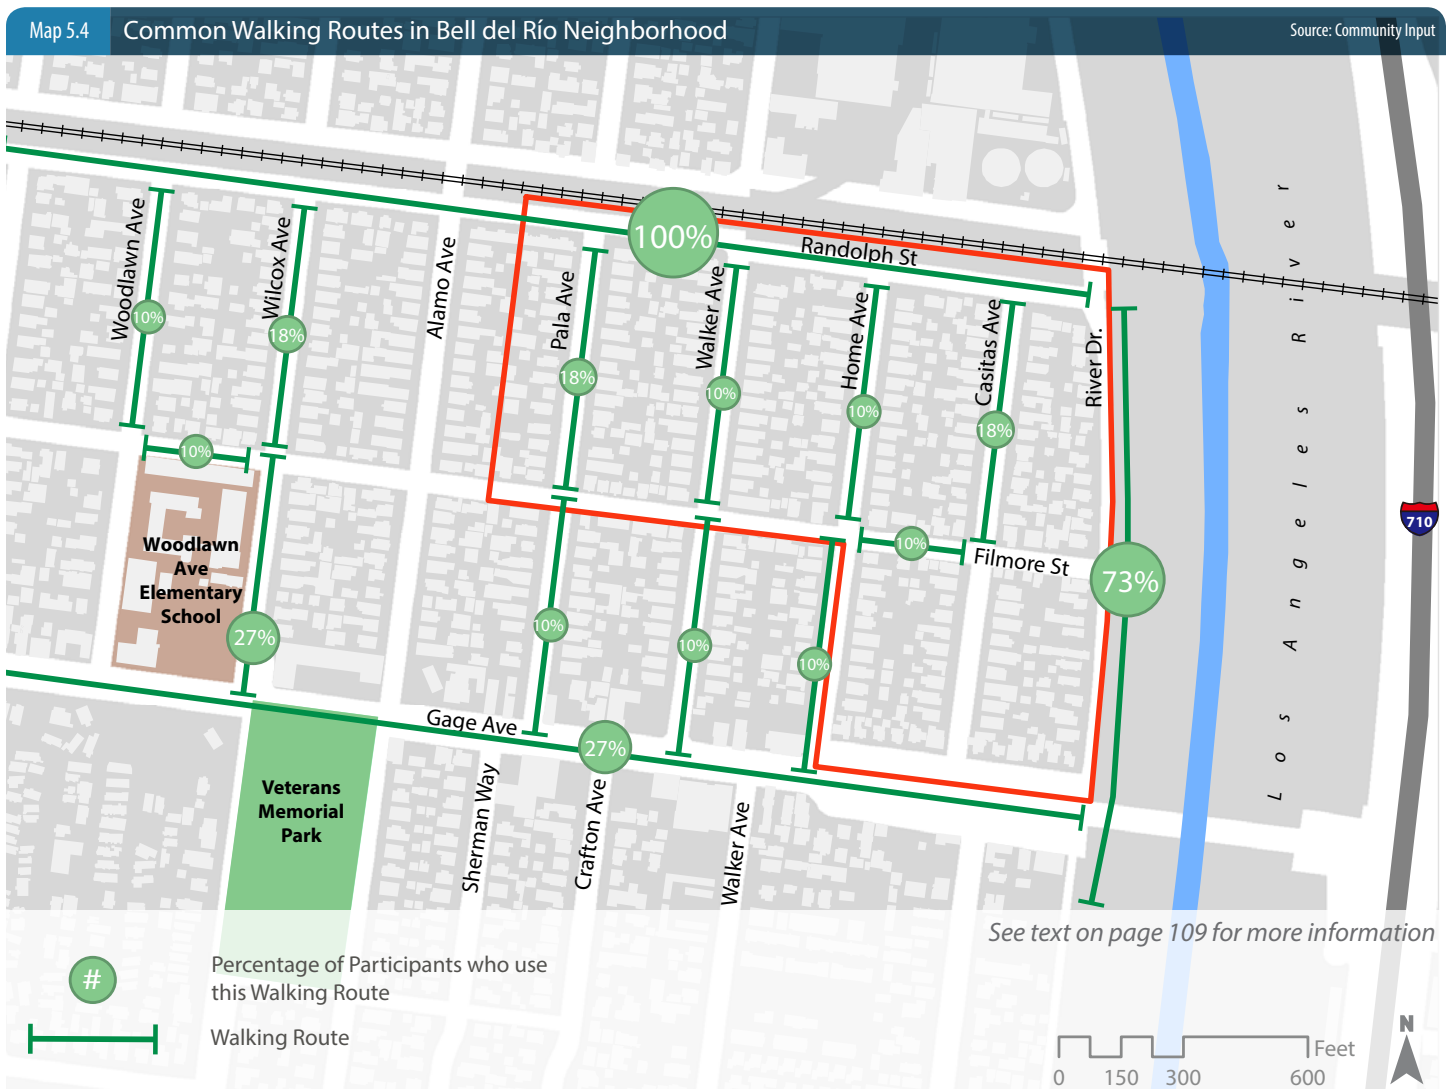 Map 5.4
Common Walking Routes in Bell del Río Neighborhood
Source: Community Input
Woodlawn Ave
10%
Wilcox Ave
18%
Alamo Ave
100%
Randolph St
Pala Ave
18%
Walker Ave
10%
Home Ave
10%
Casitas Ave
18%
River Dr.
Los Angeles River
710
10%
Woodlawn
Ave
Elementary
School
27%
10%
Filmore St
73%
10%
10%
10%
Gage Ave
27%
Veterans
Memorial
Park
Sherman Way
Crafton Ave
Walker Ave
See text on page 109 for more information
#
Percentage of Participants who use
this Walking Route
Walking Route
N
Feet
0 150 300 600